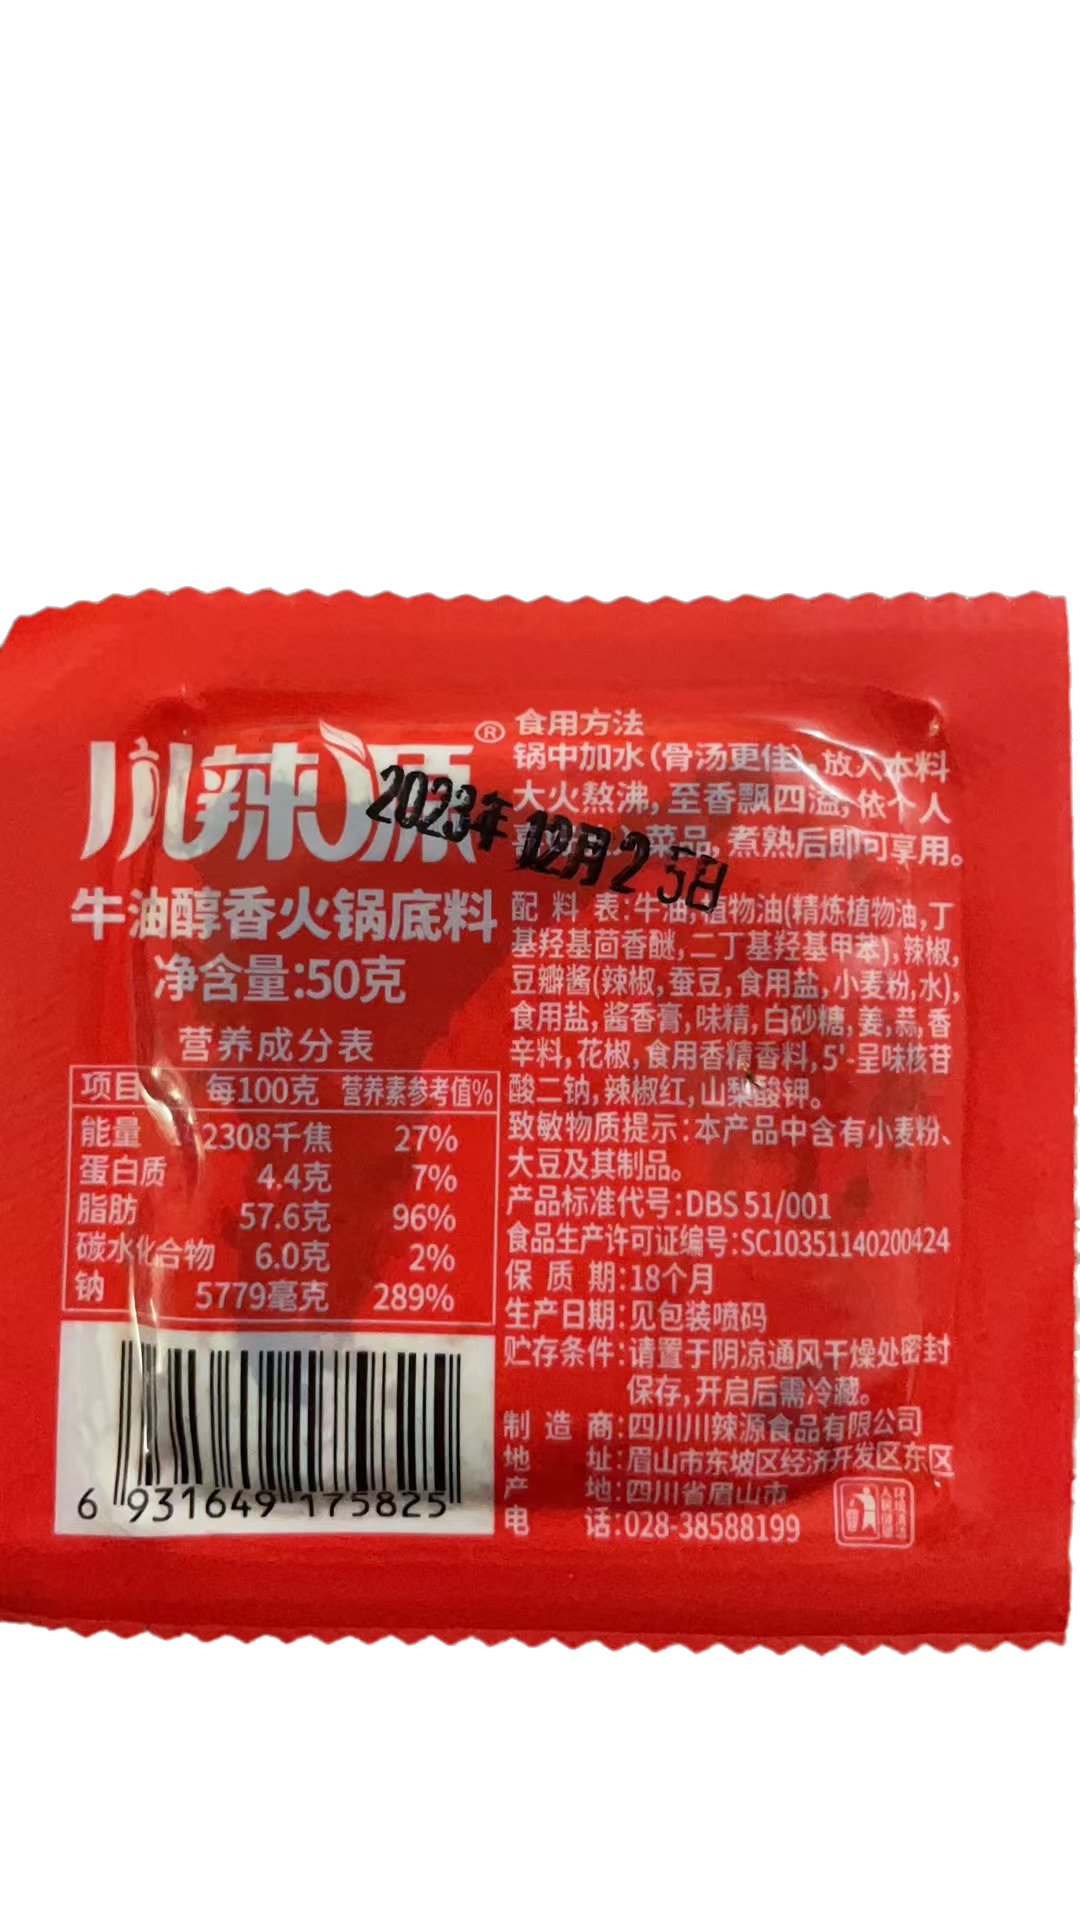 川辣源®
牛油醇香火锅底料
净含量:50克
营养成分表
项目 每100克 营养素参考值%
能量 2308千焦 27%
蛋白质 4.4克 7%
脂肪 57.6克 96%
碳水化合物 6.0克 2%
钠 5779毫克 289%
6 931649 175825
2023年12月25日
食用方法
锅中加水(骨汤更佳),放入本料
大火熬沸,至香飘四溢,依个人
菜品,煮熟后即可享用。
配料表:牛油,植物油(精炼植物油,丁
基羟基茴香醚,二丁基羟基甲苯),辣椒,
豆瓣酱(辣椒,蚕豆,食用盐,小麦粉,水),
食用盐,酱香膏,味精,白砂糖,姜,蒜,香
辛料,花椒,食用香精香料,5'-呈味核苷
酸二钠,辣椒红,山梨酸钾。
致敏物质提示:本产品中含有小麦粉、
大豆及其制品。
产品标准代号:DBS 51/001
食品生产许可证编号:SC10351140200424
保质期:18个月
生产日期:见包装喷码
贮存条件:请置于阴凉通风干燥处密封
保存,开启后需冷藏。
制造商:四川川辣源食品有限公司
地址:眉山市东坡区经济开发区东区
产地:四川省眉山市
电话:028-38588199